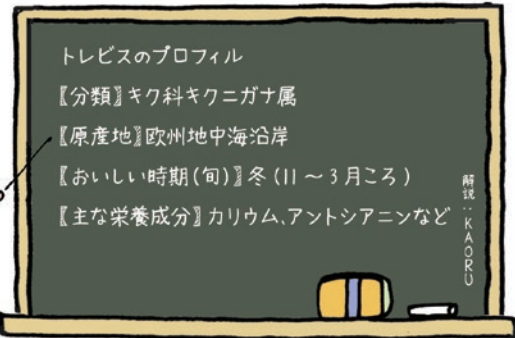 トレビスのプロフィル
〖分類〗キク科キクニガナ属
〖原産地〗欧州地中海沿岸
〖おいしい時期(旬)〗冬(11～3月ころ)
〖主な栄養成分〗カリウム、アントシアニンなど
解説：KAORU